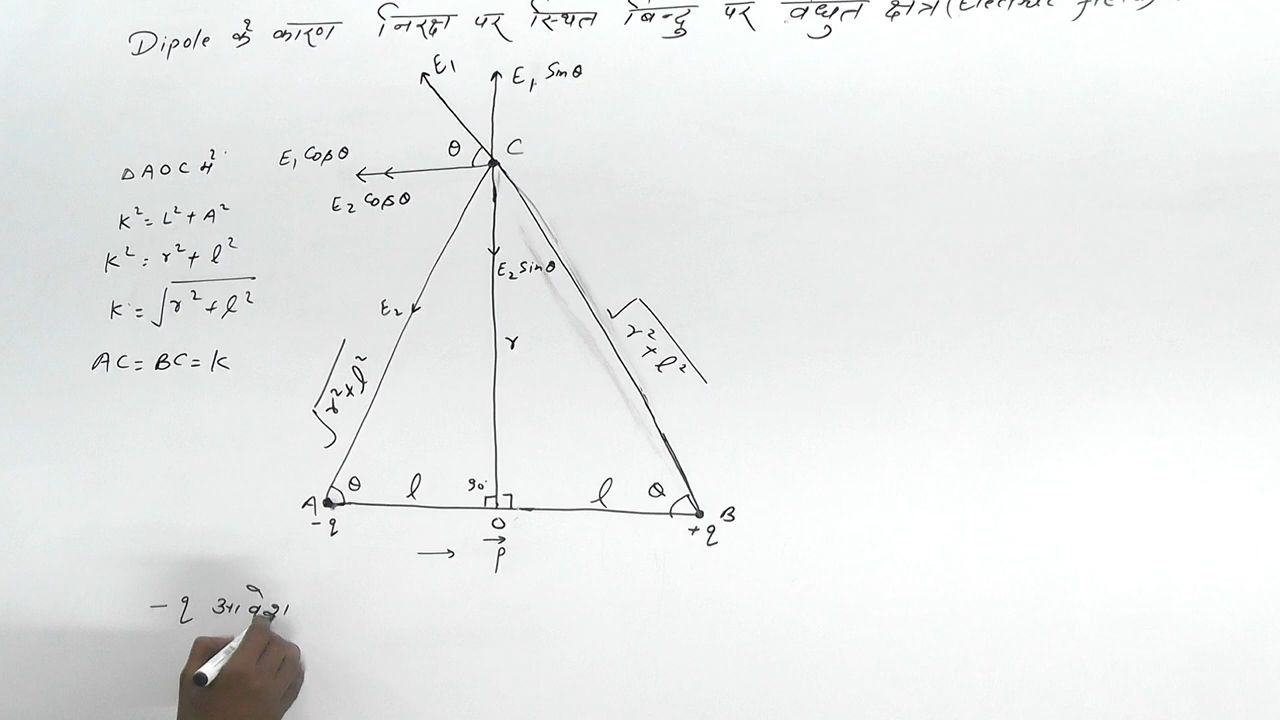 Dipole के कारण निरक्ष पर स्थित बिन्दु पर वैधुत क्षेत्र
E₁
E₁ Sinθ
θ
C
E₁ Cosθ
E₂ Cosθ
△AOC में
K² = L² + A²
K² = r² + l²
K = √r² + l²
AC = BC = K
E₂ Sinθ
E₂
r
√r² + l²
√r² + l²
A
θ
l
90°
l
θ
B
-q
O
+q
→ p
-q आवेश